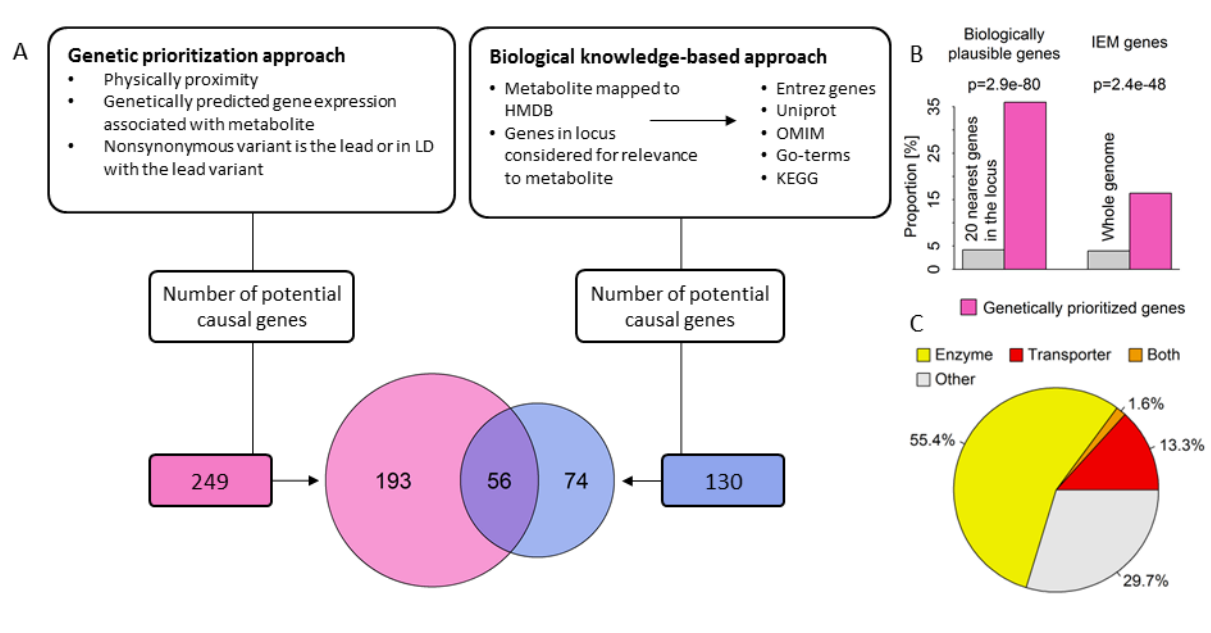 A
Genetic prioritization approach
• Physically proximity
• Genetically predicted gene expression
associated with metabolite
• Nonsynonymous variant is the lead or in LD
with the lead variant
Biological knowledge-based approach
• Metabolite mapped to
HMDB
• Genes in locus
considered for relevance
to metabolite
• Entrez genes
• Uniprot
• OMIM
• Go-terms
• KEGG
Number of potential
causal genes
Number of potential
causal genes
249
193
56
74
130
B
Biologically
plausible genes
p=2.9e-80
IEM genes
p=2.4e-48
Proportion [%]
35
25
15
5
0
20 nearest genes
in the locus
Whole genome
Genetically prioritized genes
C
Enzyme
Transporter
Both
Other
1.6%
13.3%
55.4%
29.7%